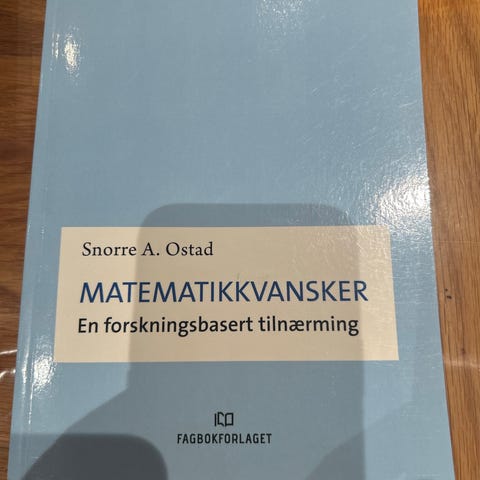 Snorre A. Ostad
MATEMATIKKVANSKER
En forskningsbasert tilnærming
FAGBOKFORLAGET